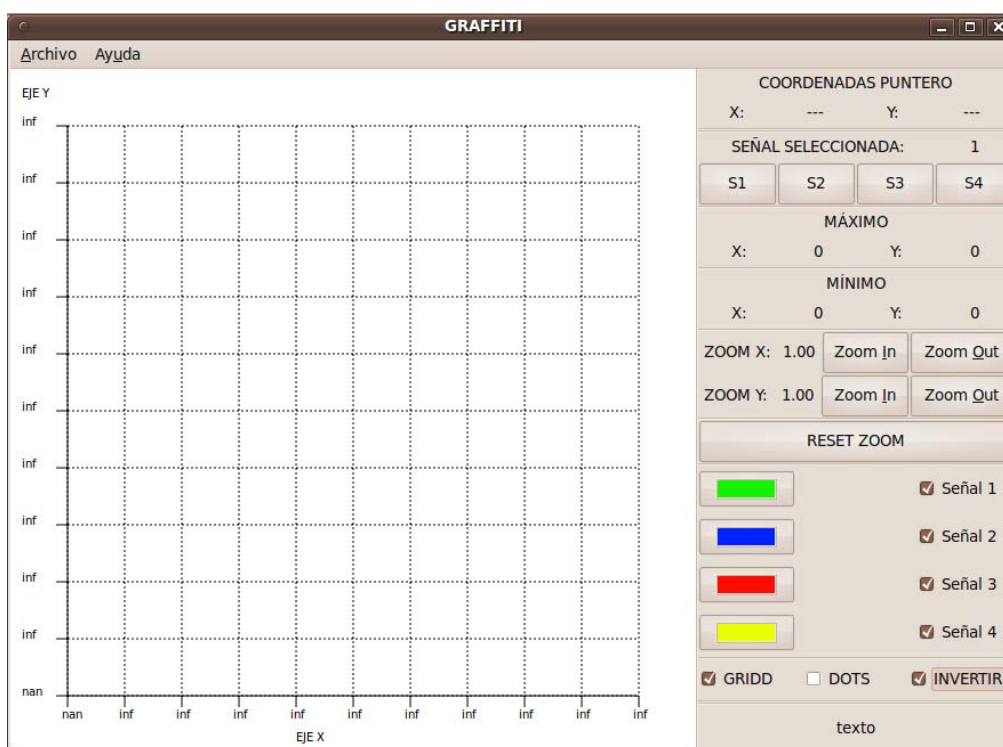 GRAFFITI
Archivo Ayuda
EJE Y
inf
inf
inf
inf
inf
inf
inf
inf
inf
inf
nan
nan inf inf inf inf inf inf inf inf inf inf
EJE X
COORDENADAS PUNTERO
X: --- Y: ---
SEÑAL SELECCIONADA: 1
S1 S2 S3 S4
MÁXIMO
X: 0 Y: 0
MÍNIMO
X: 0 Y: 0
ZOOM X: 1.00 Zoom In Zoom Out
ZOOM Y: 1.00 Zoom In Zoom Out
RESET ZOOM
Señal 1
Señal 2
Señal 3
Señal 4
GRIDD DOTS INVERTIR
texto